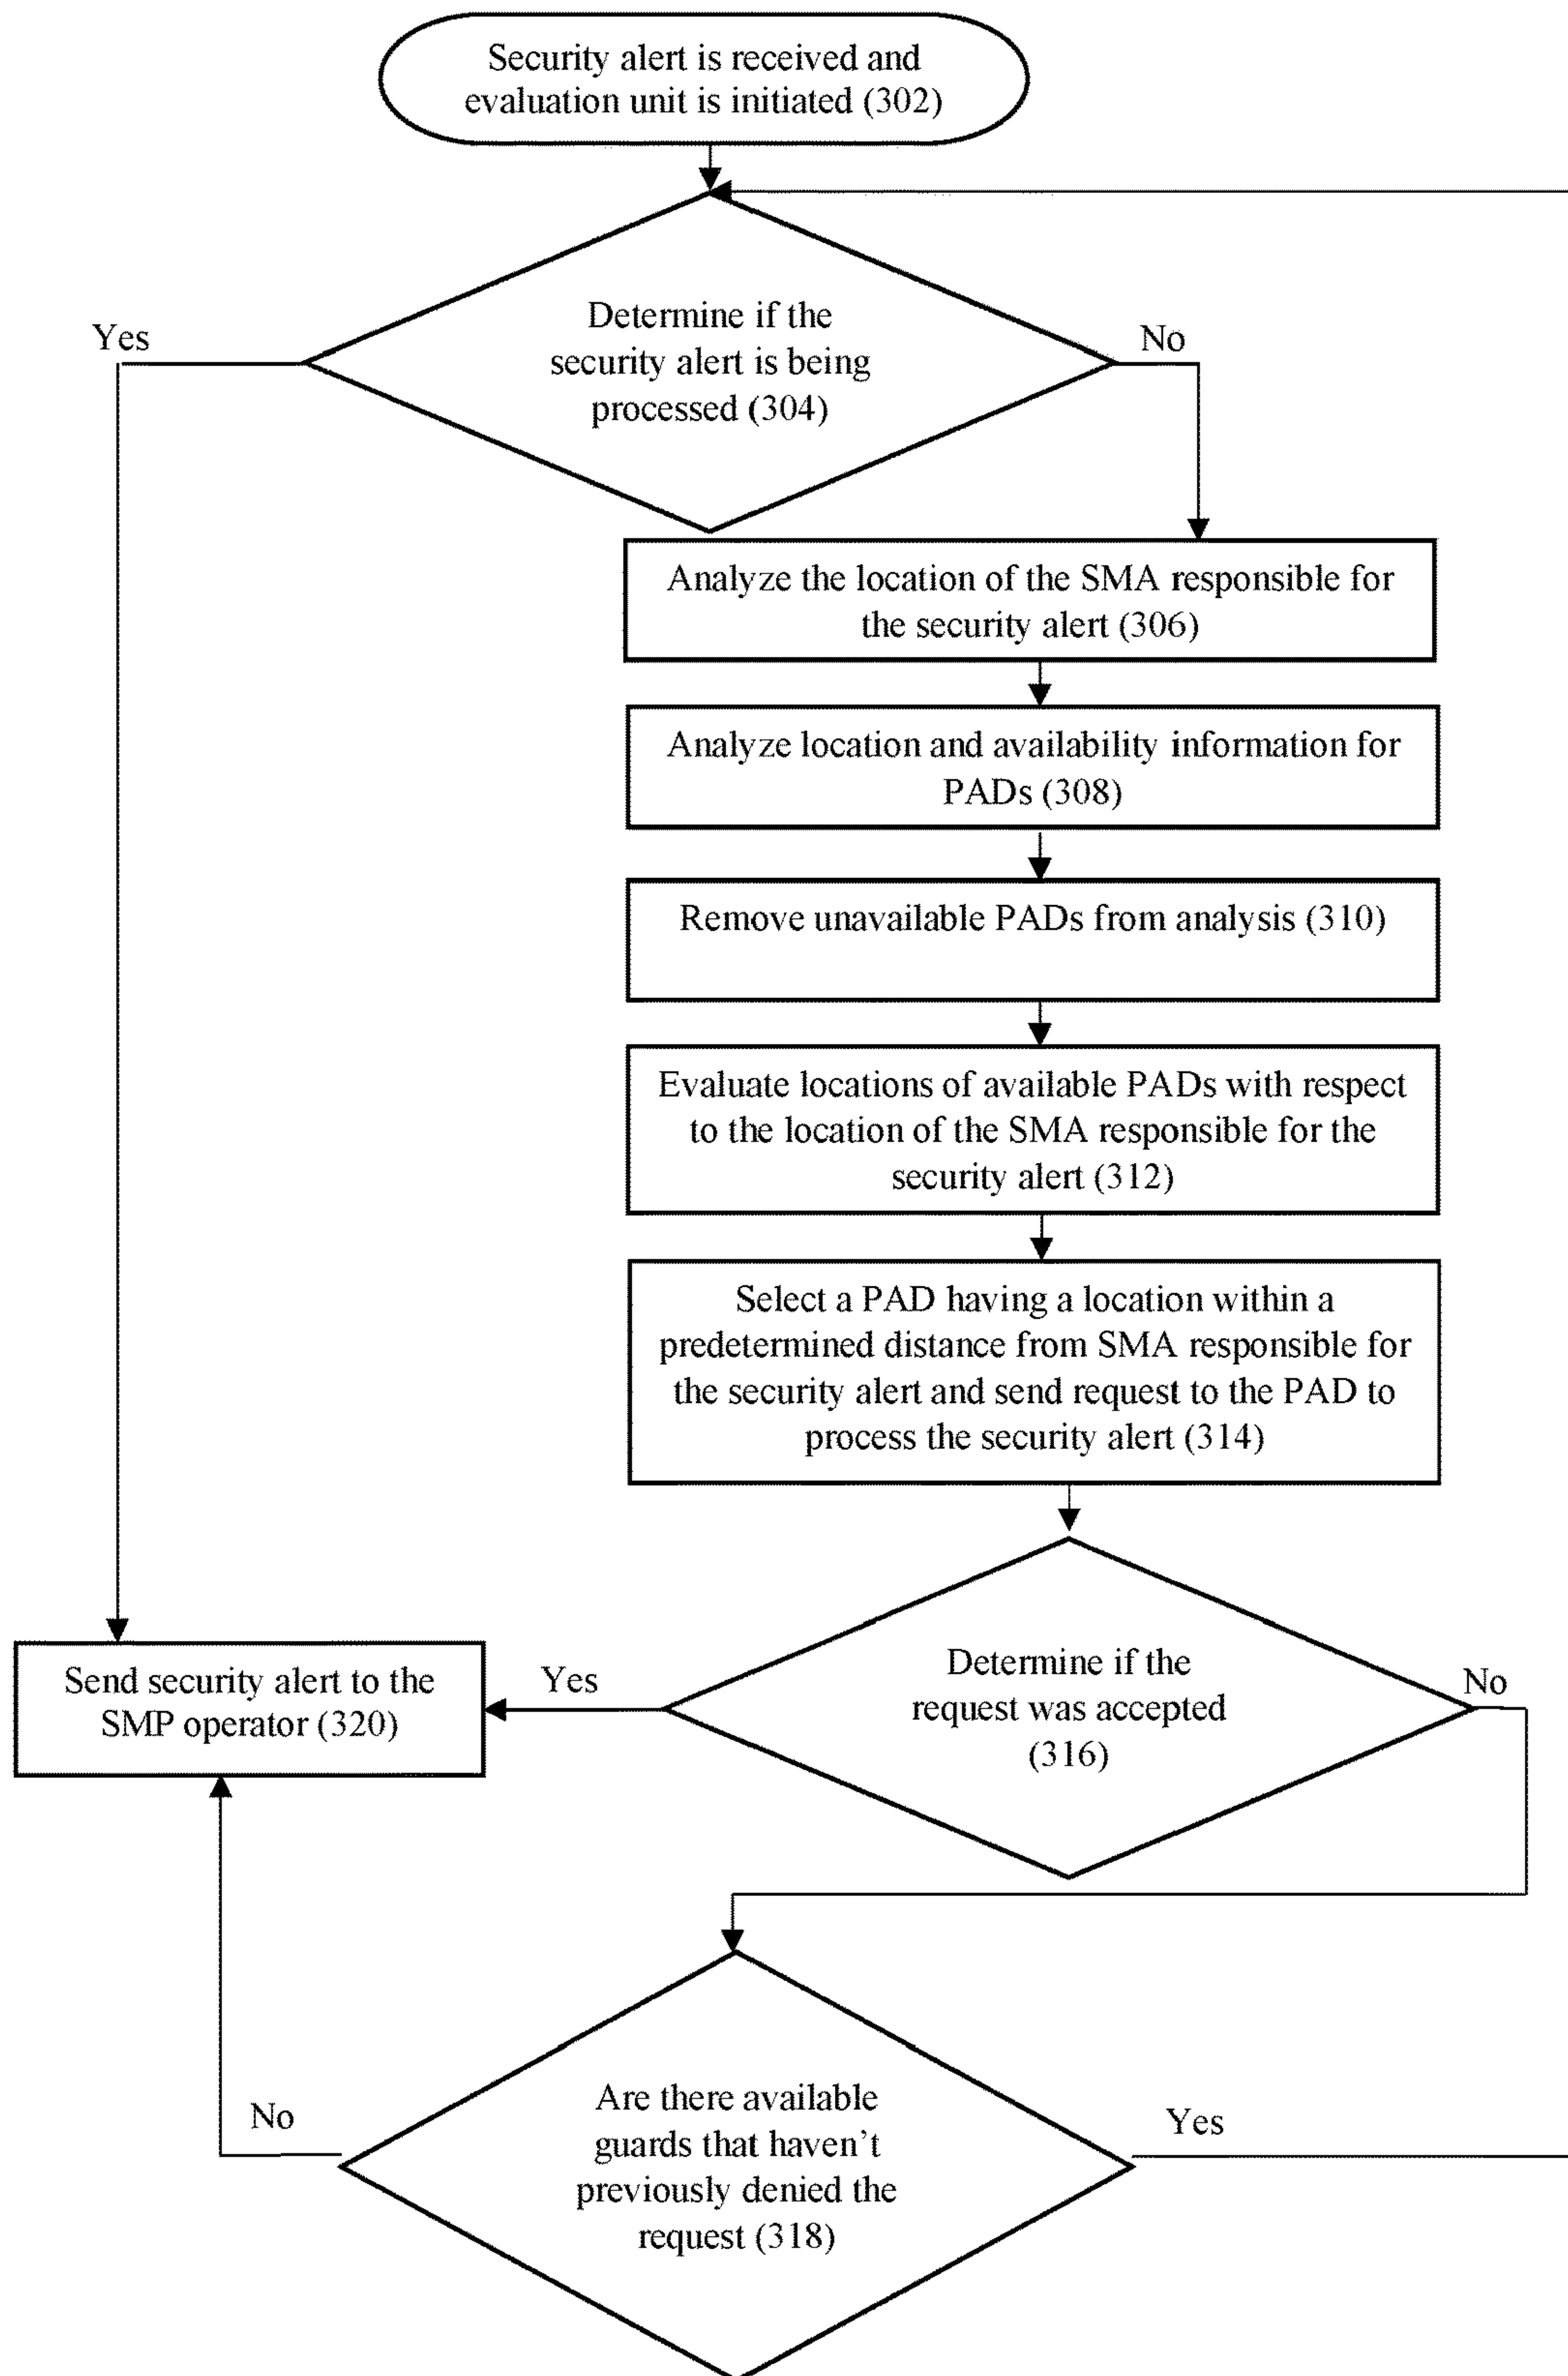 Security alert is received and
evaluation unit is initiated (302)
Determine if the
security alert is being
processed (304)
Yes
No
Analyze the location of the SMA responsible for
the security alert (306)
Analyze location and availability information for
PADs (308)
Remove unavailable PADs from analysis (310)
Evaluate locations of available PADs with respect
to the location of the SMA responsible for the
security alert (312)
Select a PAD having a location within a
predetermined distance from SMA responsible for
the security alert and send request to the PAD to
process the security alert (314)
Determine if the
request was accepted
(316)
Yes
No
Send security alert to the
SMP operator (320)
Are there available
guards that haven't
previously denied the
request (318)
No
Yes